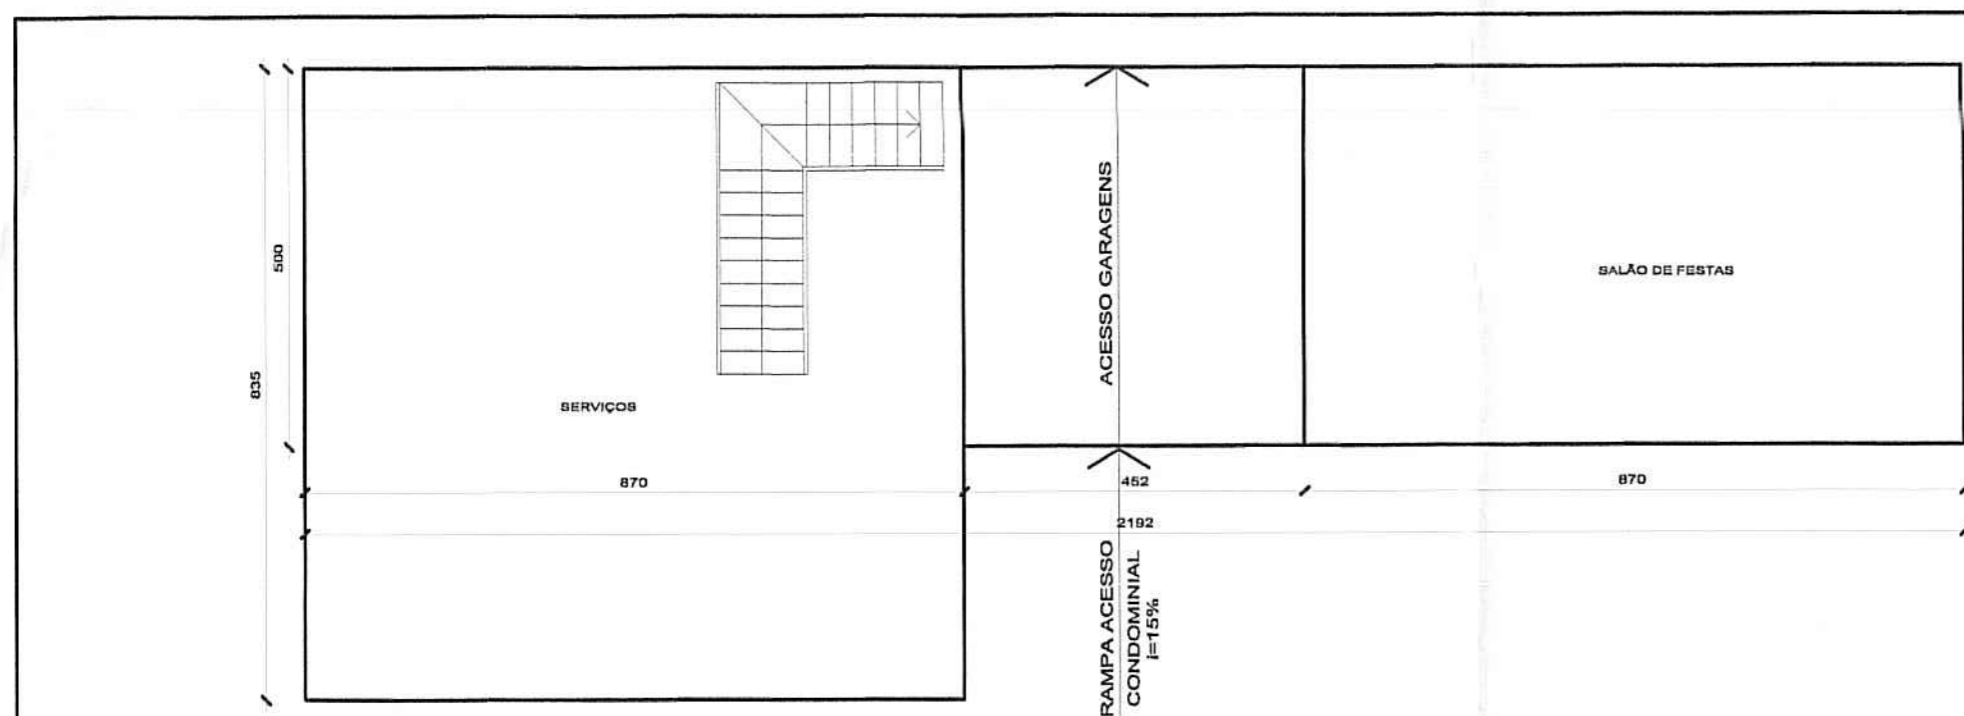 835
500
SERVIÇOS
ACESSO GARAGENS
SALÃO DE FESTAS
870
452
870
2192
RAMPA ACESSO
CONDOMINIAL
i=15%